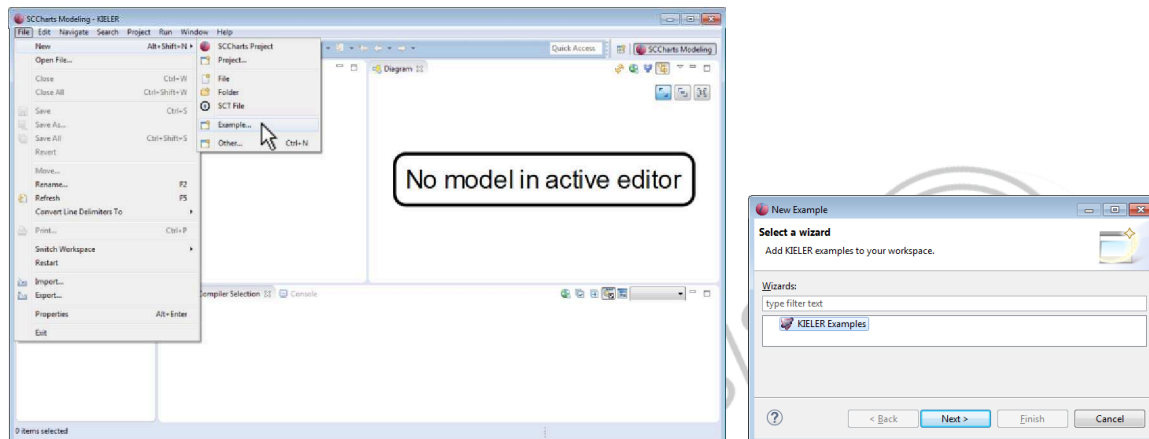 SCCharts Modeling - KIELER
File Edit Navigate Search Project Run Window Help
New Alt+Shift+N
Open File...
Close Ctrl+W
Close All Ctrl+Shift+W
Save Ctrl+S
Save As...
Save All Ctrl+Shift+S
Revert
Move...
Rename... F2
Refresh F5
Convert Line Delimiters To
Print... Ctrl+P
Switch Workspace
Restart
Import...
Export...
Properties Alt+Enter
Exit
SCCharts Project
Project...
File
Folder
SCT File
Example...
Other... Ctrl+N
Quick Access
SCCharts Modeling
Diagram
No model in active editor
Compiler Selection Console
0 items selected
New Example
Select a wizard
Add KIELER examples to your workspace.
Wizards:
type filter text
KIELER Examples
< Back Next > Finish Cancel